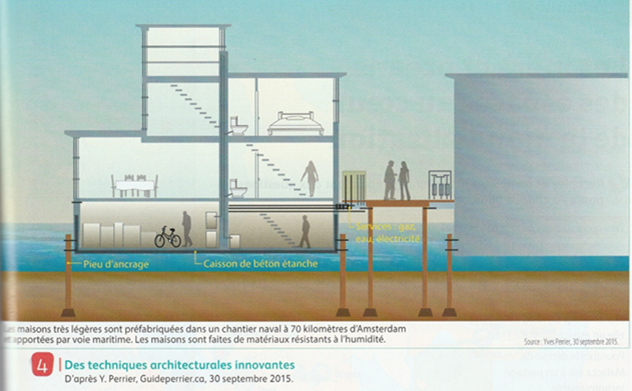 Services : gaz,
eau, électricité
Pieu d'ancrage
Caisson de béton étanche
maisons très légères sont préfabriquées dans un chantier naval à 70 kilomètres d'Amsterdam
et apportées par voie maritime. Les maisons sont faites de matériaux résistants à l'humidité.
Source : Yves Perrier, 30 septembre 2015.
4 Des techniques architecturales innovantes
D'après Y. Perrier, Guideperrier.ca, 30 septembre 2015.